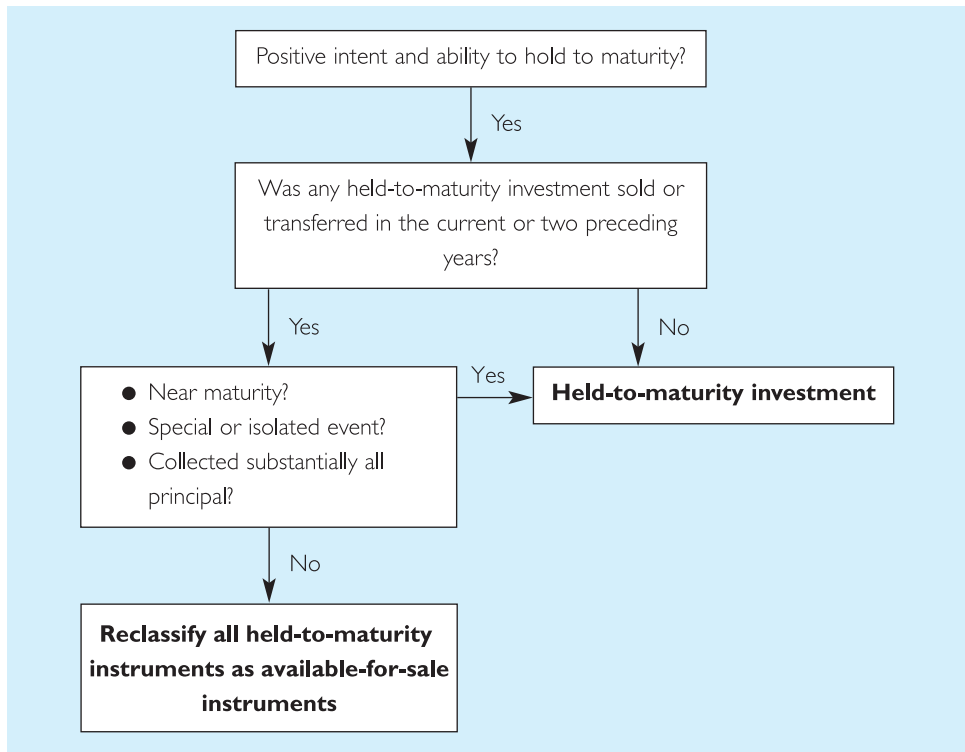 Positive intent and ability to hold to maturity?
Yes
Was any held-to-maturity investment sold or
transferred in the current or two preceding
years?
Yes
No
● Near maturity?
● Special or isolated event?
● Collected substantially all
principal?
Yes
Held-to-maturity investment
No
Reclassify all held-to-maturity
instruments as available-for-sale
instruments